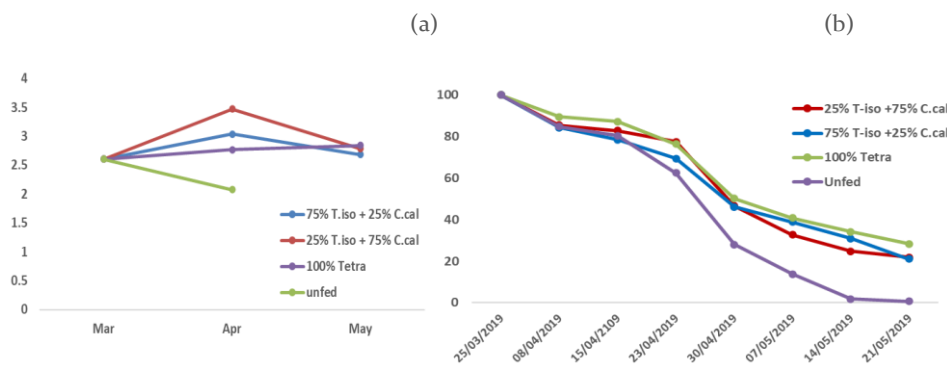 (a)
4
3.5
3
2.5
2
1.5
1
0.5
0
Mar
Apr
May
75% T.iso + 25% C.cal
25% T.iso + 75% C.cal
100% Tetra
unfed
(b)
100
80
60
40
20
0
25/03/2019
08/04/2019
15/04/2109
23/04/2019
30/04/2019
07/05/2019
14/05/2019
21/05/2019
25% T-iso +75% C.cal
75% T-iso +25% C.cal
100% Tetra
Unfed